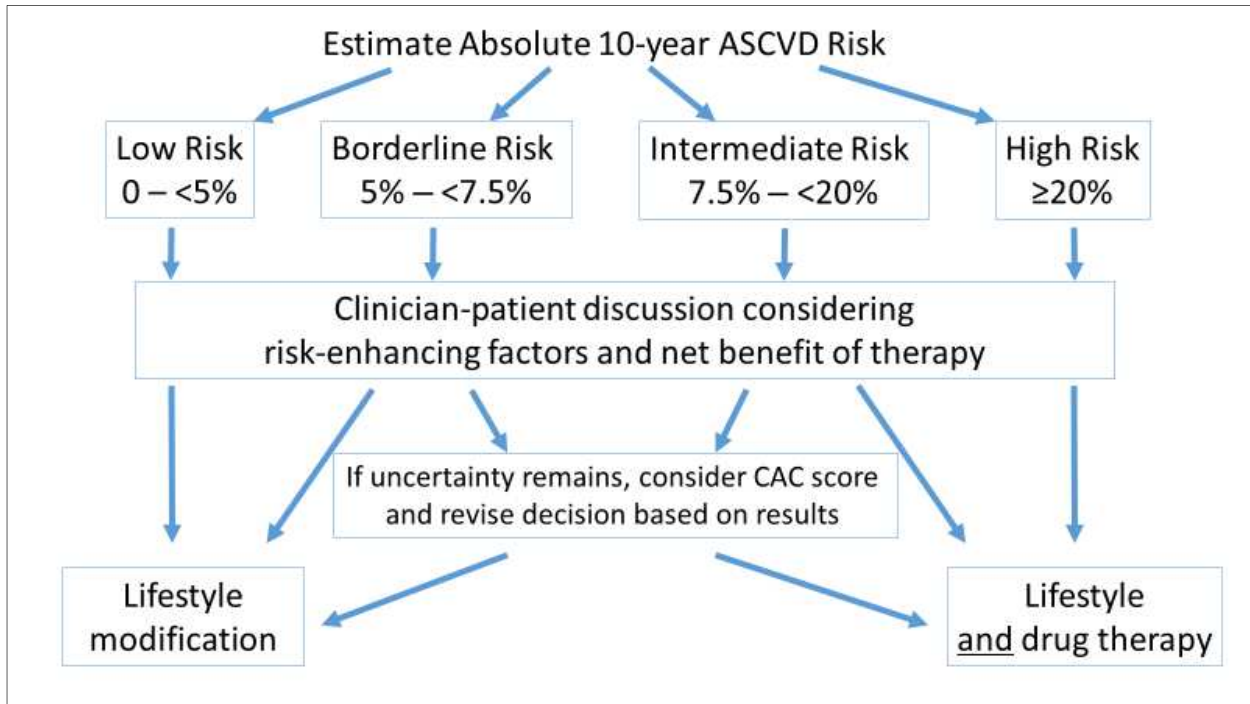 Estimate Absolute 10-year ASCVD Risk
Low Risk
0 – <5%
Borderline Risk
5% – <7.5%
Intermediate Risk
7.5% – <20%
High Risk
≥20%
Clinician-patient discussion considering
risk-enhancing factors and net benefit of therapy
If uncertainty remains, consider CAC score
and revise decision based on results
Lifestyle
modification
Lifestyle
and drug therapy